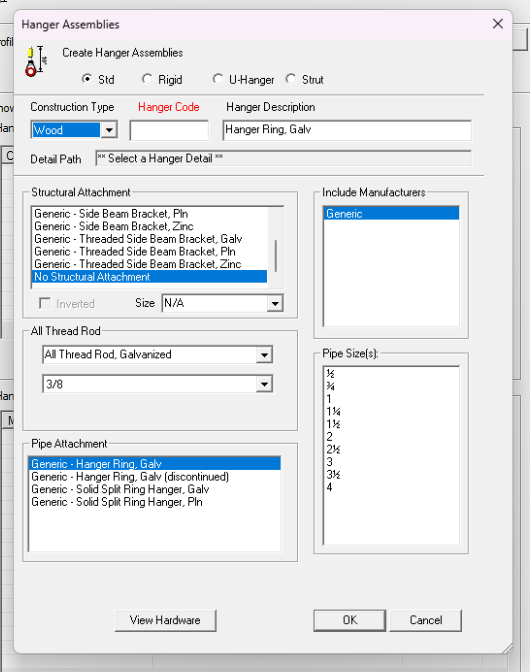 Hanger Assemblies
Create Hanger Assemblies
Std Rigid U-Hanger Strut
Construction Type Hanger Code Hanger Description
Wood Hanger Ring, Galv
Detail Path ** Select a Hanger Detail **
Structural Attachment
Generic - Side Beam Bracket, Pln
Generic - Side Beam Bracket, Zinc
Generic - Threaded Side Beam Bracket, Galv
Generic - Threaded Side Beam Bracket, Pln
Generic - Threaded Side Beam Bracket, Zinc
No Structural Attachment
Inverted Size N/A
Include Manufacturers
Generic
All Thread Rod
All Thread Rod, Galvanized
3/8
Pipe Size(s):
½
¾
1
1¼
1½
2
2½
3
3½
4
Pipe Attachment
Generic - Hanger Ring, Galv
Generic - Hanger Ring, Galv (discontinued)
Generic - Solid Split Ring Hanger, Galv
Generic - Solid Split Ring Hanger, Pln
View Hardware OK Cancel